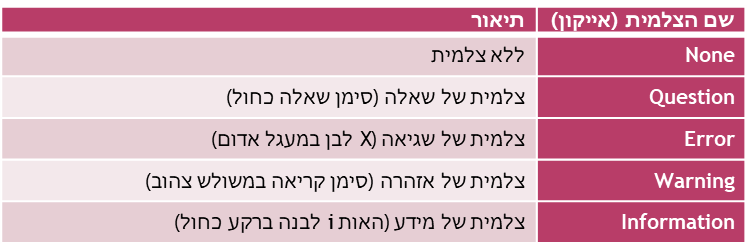 שם הצלמית (אייקון) תיאור
None ללא צלמית
Question צלמית של שאלה (סימן שאלה כחול)
Error צלמית של שגיאה (X לבן במעגל אדום)
Warning צלמית של אזהרה (סימן קריאה במשולש צהוב)
Information צלמית של מידע (האות i לבנה ברקע כחול)